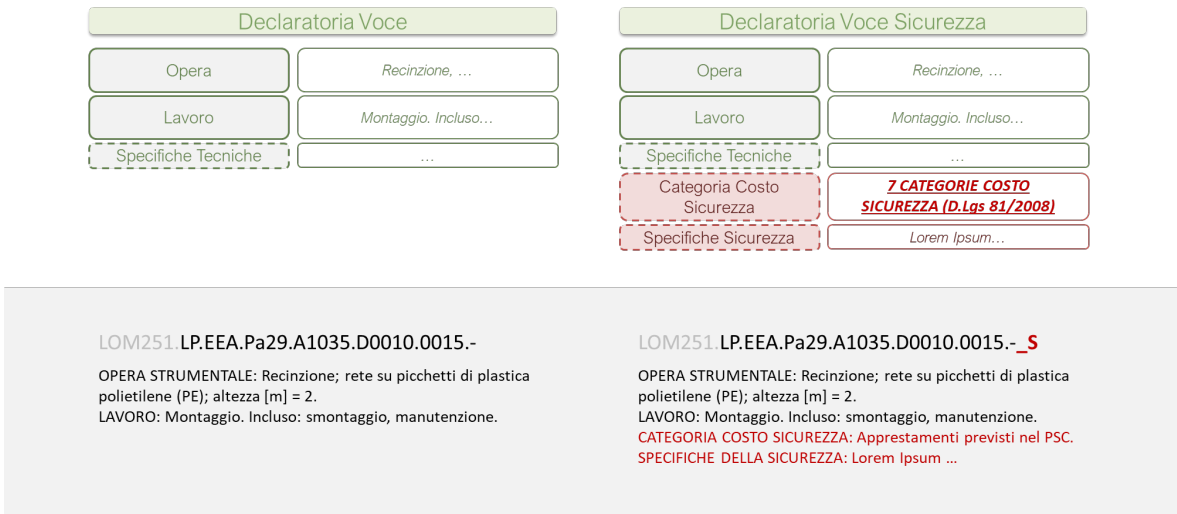 Declaratoria Voce
Opera
Recinzione, …
Lavoro
Montaggio. Incluso…
Specifiche Tecniche
…
Declaratoria Voce Sicurezza
Opera
Recinzione, …
Lavoro
Montaggio. Incluso…
Specifiche Tecniche
…
Categoria Costo
Sicurezza
7 CATEGORIE COSTO
SICUREZZA (D.Lgs 81/2008)
Specifiche Sicurezza
Lorem Ipsum…
LOM251.LP.EEA.Pa29.A1035.D0010.0015.-
OPERA STRUMENTALE: Recinzione; rete su picchetti di plastica
polietilene (PE); altezza [m] = 2.
LAVORO: Montaggio. Incluso: smontaggio, manutenzione.
LOM251.LP.EEA.Pa29.A1035.D0010.0015.-_S
OPERA STRUMENTALE: Recinzione; rete su picchetti di plastica
polietilene (PE); altezza [m] = 2.
LAVORO: Montaggio. Incluso: smontaggio, manutenzione.
CATEGORIA COSTO SICUREZZA: Apprestamenti previsti nel PSC.
SPECIFICHE DELLA SICUREZZA: Lorem Ipsum …